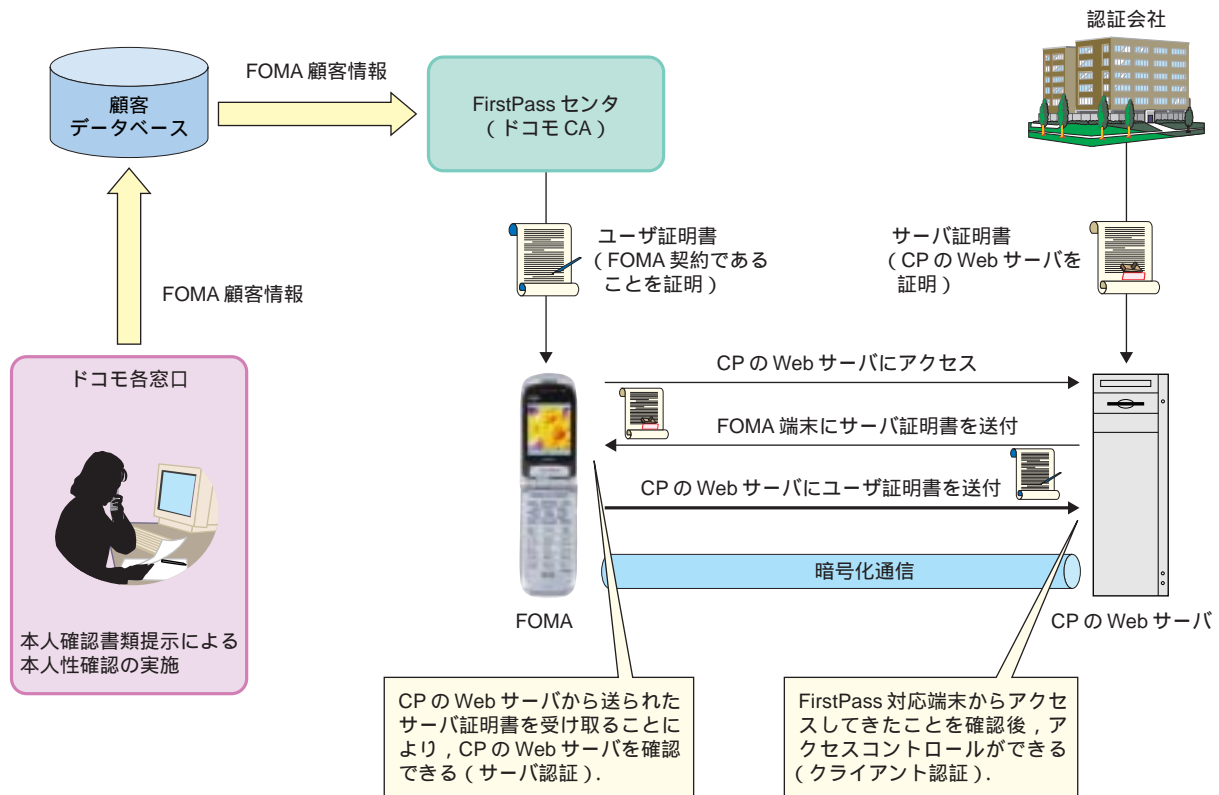 認証会社
FOMA 顧客情報
顧客
データベース
FirstPass センタ
（ドコモ CA）
ユーザ証明書
（FOMA 契約である
ことを証明）
サーバ証明書
（CP の Web サーバを
証明）
FOMA 顧客情報
ドコモ各窓口
本人確認書類提示による
本人性確認の実施
CP の Web サーバにアクセス
FOMA 端末にサーバ証明書を送付
CP の Web サーバにユーザ証明書を送付
暗号化通信
FOMA
CP の Web サーバ
CP の Web サーバから送られた
サーバ証明書を受け取ることに
より，CP の Web サーバを確認
できる（サーバ認証）．
FirstPass 対応端末からアクセ
スしてきたことを確認後，ア
クセスコントロールができる
（クライアント認証）．